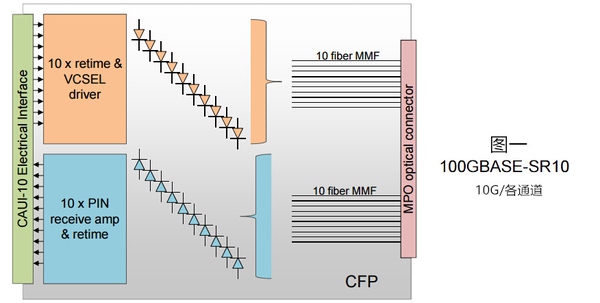 CAUI-10 Electrical Interface
10 x retime &
VCSEL
driver
10 fiber MMF
10 x PIN
receive amp
& retime
10 fiber MMF
MPO optical connector
CFP
图一
100GBASE-SR10
10G/各通道